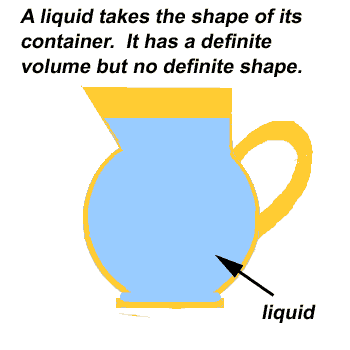 A liquid takes the shape of its
container.  It has a definite
volume but no definite shape.
liquid